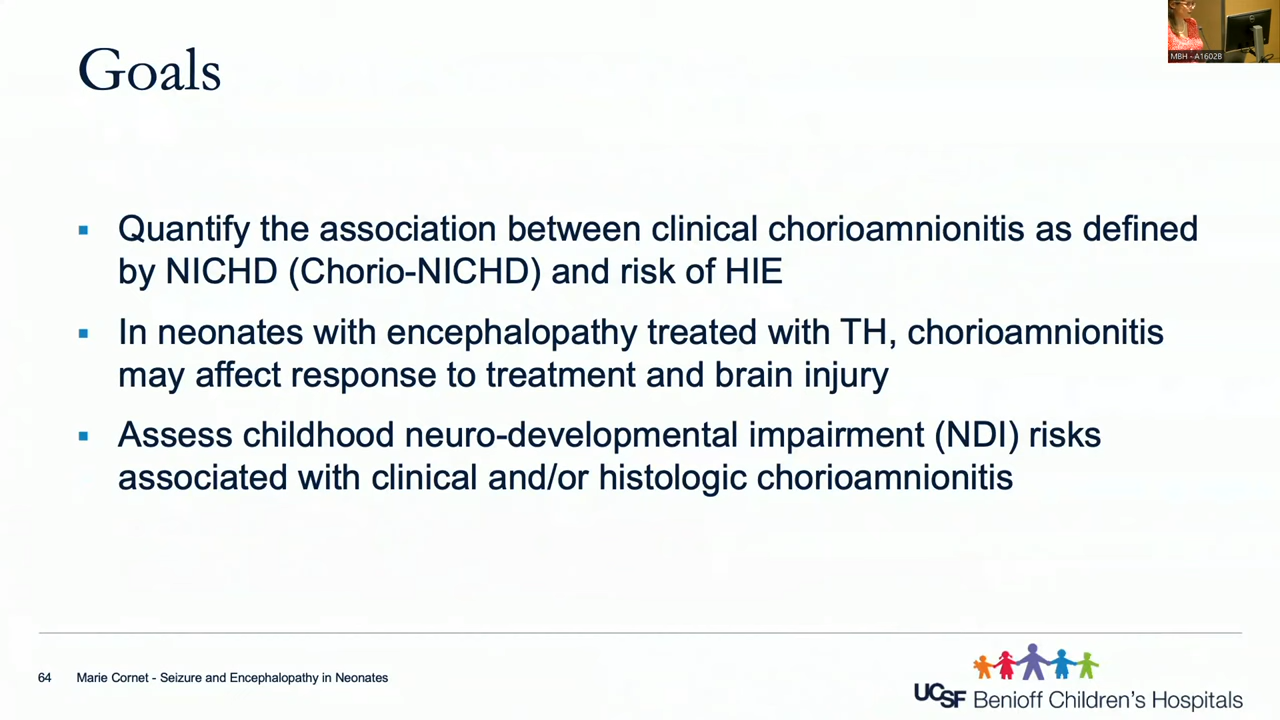 MBH - A1602B
Goals
▪ Quantify the association between clinical chorioamnionitis as defined
by NICHD (Chorio-NICHD) and risk of HIE
▪ In neonates with encephalopathy treated with TH, chorioamnionitis
may affect response to treatment and brain injury
▪ Assess childhood neuro-developmental impairment (NDI) risks
associated with clinical and/or histologic chorioamnionitis
64 Marie Cornet - Seizure and Encephalopathy in Neonates
UCSF Benioff Children's Hospitals